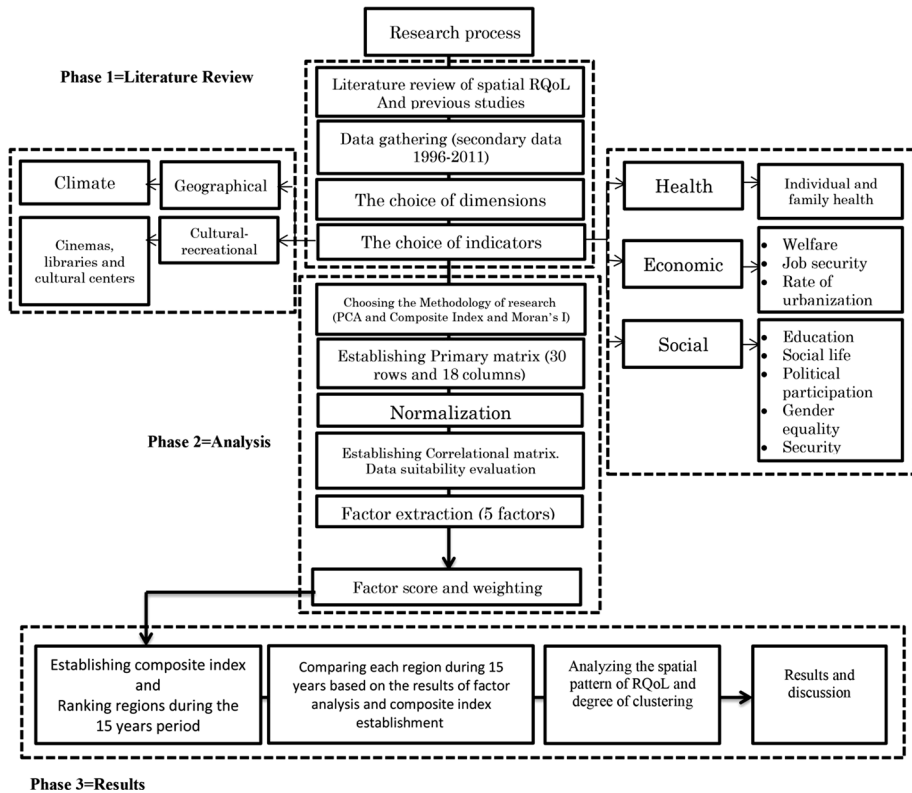 Research process
Phase 1=Literature Review
Literature review of spatial RQoL
And previous studies
Data gathering (secondary data
1996-2011)
The choice of dimensions
The choice of indicators
Climate
Geographical
Cinemas,
libraries and
cultural centers
Cultural-
recreational
Health
Individual and
family health
Economic
• Welfare
• Job security
• Rate of
urbanization
Social
• Education
• Social life
• Political
participation
• Gender
equality
• Security
Phase 2=Analysis
Choosing the Methodology of research
(PCA and Composite Index and Moran's I)
Establishing Primary matrix (30
rows and 18 columns)
Normalization
Establishing Correlational matrix.
Data suitability evaluation
Factor extraction (5 factors)
Factor score and weighting
Establishing composite index
and
Ranking regions during the
15 years period
Comparing each region during 15
years based on the results of factor
analysis and composite index
establishment
Analyzing the spatial
pattern of RQoL and
degree of clustering
Results and
discussion
Phase 3=Results